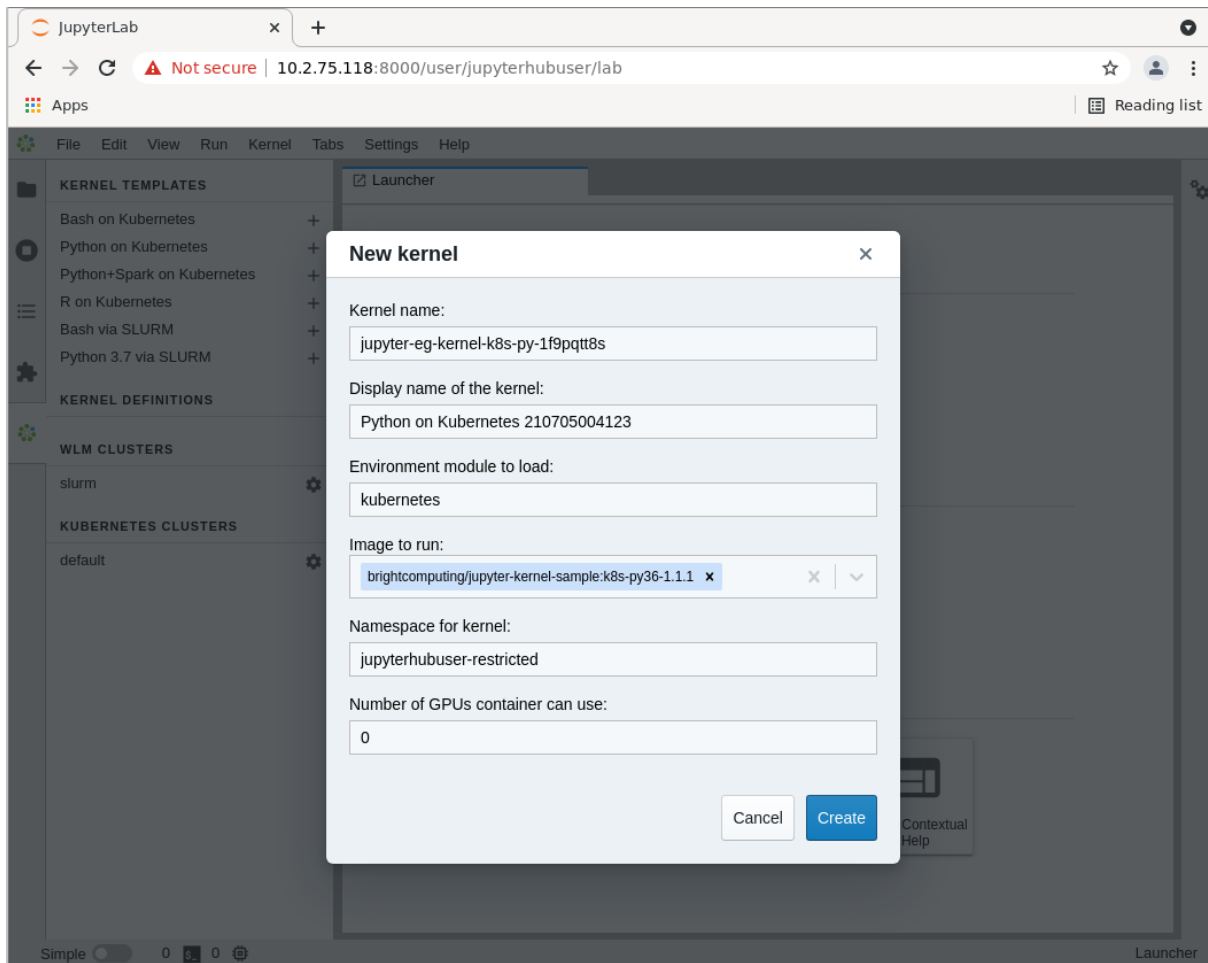 JupyterLab
Not secure | 10.2.75.118:8000/user/jupyterhubuser/lab
Apps
Reading list
File Edit View Run Kernel Tabs Settings Help
KERNEL TEMPLATES
Bash on Kubernetes
Python on Kubernetes
Python+Spark on Kubernetes
R on Kubernetes
Bash via SLURM
Python 3.7 via SLURM
KERNEL DEFINITIONS
WLM CLUSTERS
slurm
KUBERNETES CLUSTERS
default
Launcher
New kernel
Kernel name:
jupyter-eg-kernel-k8s-py-1f9pqtt8s
Display name of the kernel:
Python on Kubernetes 210705004123
Environment module to load:
kubernetes
Image to run:
brightcomputing/jupyter-kernel-sample:k8s-py36-1.1.1
Namespace for kernel:
jupyterhubuser-restricted
Number of GPUs container can use:
0
Cancel Create
Contextual
Help
Simple 0 $_ 0 Launcher